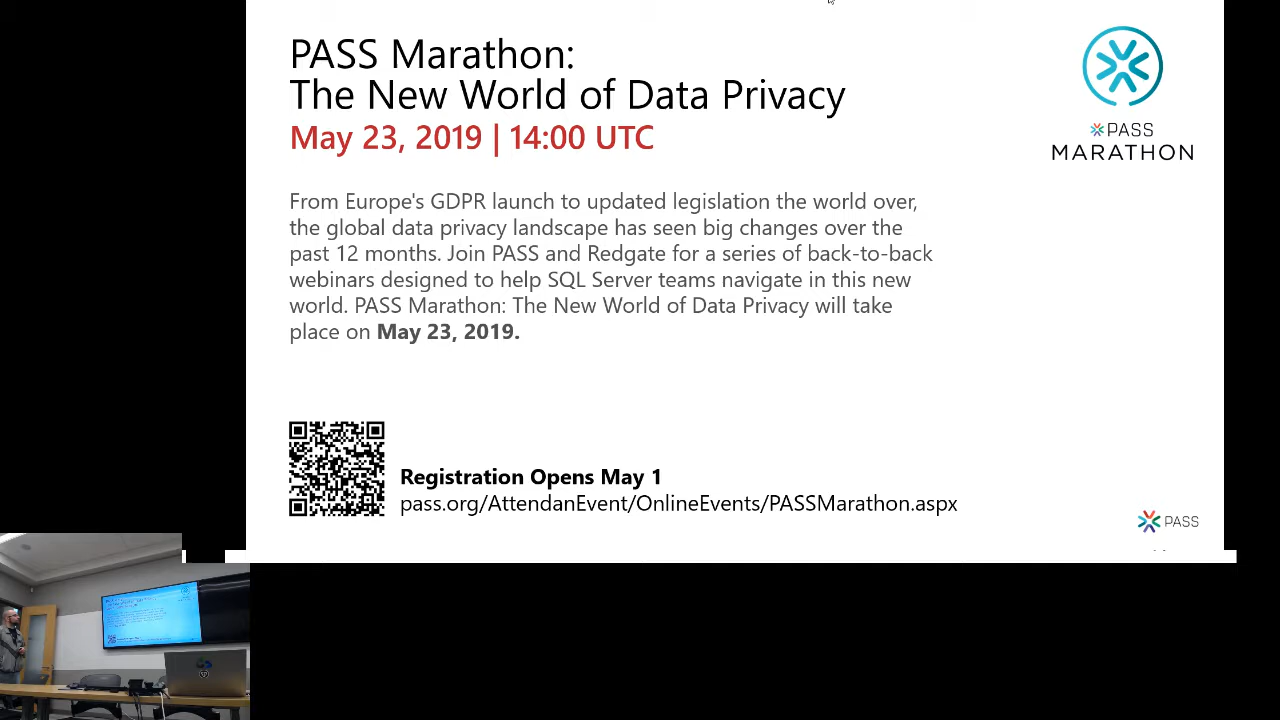 PASS Marathon:
The New World of Data Privacy
May 23, 2019 | 14:00 UTC
PASS
MARATHON
From Europe's GDPR launch to updated legislation the world over,
the global data privacy landscape has seen big changes over the
past 12 months. Join PASS and Redgate for a series of back-to-back
webinars designed to help SQL Server teams navigate in this new
world. PASS Marathon: The New World of Data Privacy will take
place on May 23, 2019.
Registration Opens May 1
pass.org/AttendanEvent/OnlineEvents/PASSMarathon.aspx
PASS